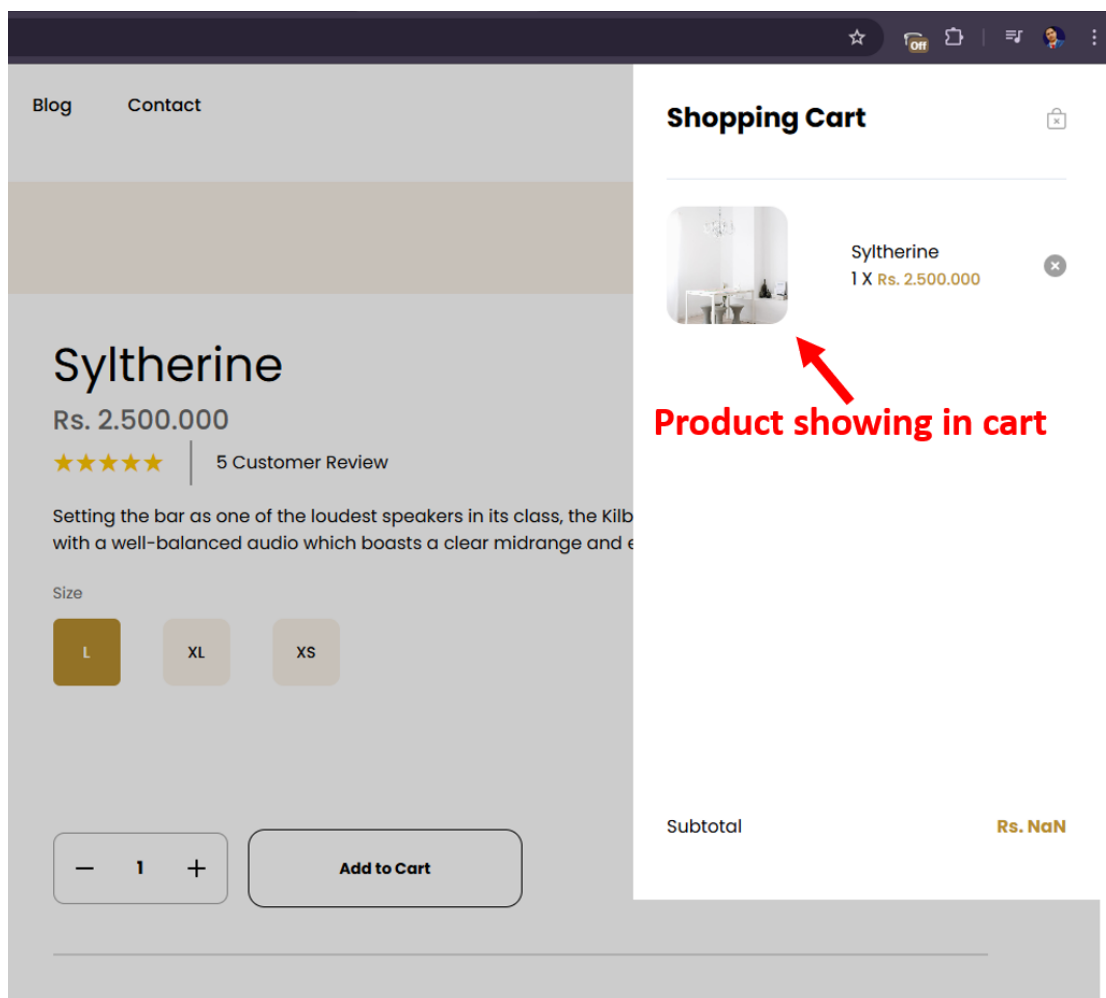 Off
Blog Contact
Shopping Cart
Syltherine
1 X Rs. 2.500.000
Product showing in cart
Syltherine
Rs. 2.500.000
5 Customer Review
Setting the bar as one of the loudest speakers in its class, the Kilb
with a well-balanced audio which boasts a clear midrange and e
Size
L XL XS
1 Add to Cart
Subtotal Rs. NaN